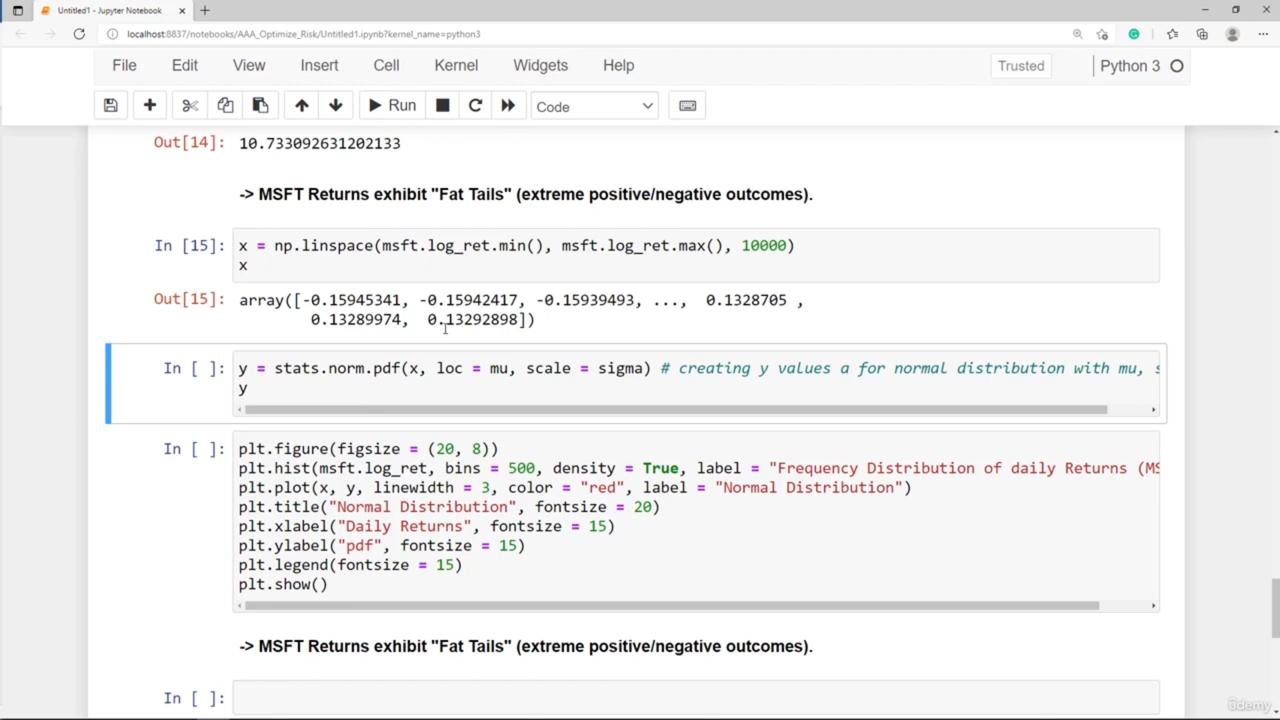 Untitled1 - Jupyter Notebook
localhost:8837/notebooks/AAA_Optimize_Risk/Untitled1.ipynb?kernel_name=python3
File Edit View Insert Cell Kernel Widgets Help Trusted Python 3
Run Code
Out[14]: 10.733092631202133
-> MSFT Returns exhibit "Fat Tails" (extreme positive/negative outcomes).
In [15]: x = np.linspace(msft.log_ret.min(), msft.log_ret.max(), 10000)
x
Out[15]: array([-0.15945341, -0.15942417, -0.15939493, ...,  0.1328705 ,
0.13289974,  0.13292898])
In [ ]: y = stats.norm.pdf(x, loc = mu, scale = sigma) # creating y values a for normal distribution with mu, s
y
In [ ]: plt.figure(figsize = (20, 8))
plt.hist(msft.log_ret, bins = 500, density = True, label = "Frequency Distribution of daily Returns (MS
plt.plot(x, y, linewidth = 3, color = "red", label = "Normal Distribution")
plt.title("Normal Distribution", fontsize = 20)
plt.xlabel("Daily Returns", fontsize = 15)
plt.ylabel("pdf", fontsize = 15)
plt.legend(fontsize = 15)
plt.show()
-> MSFT Returns exhibit "Fat Tails" (extreme positive/negative outcomes).
In [ ]:
ûdemy